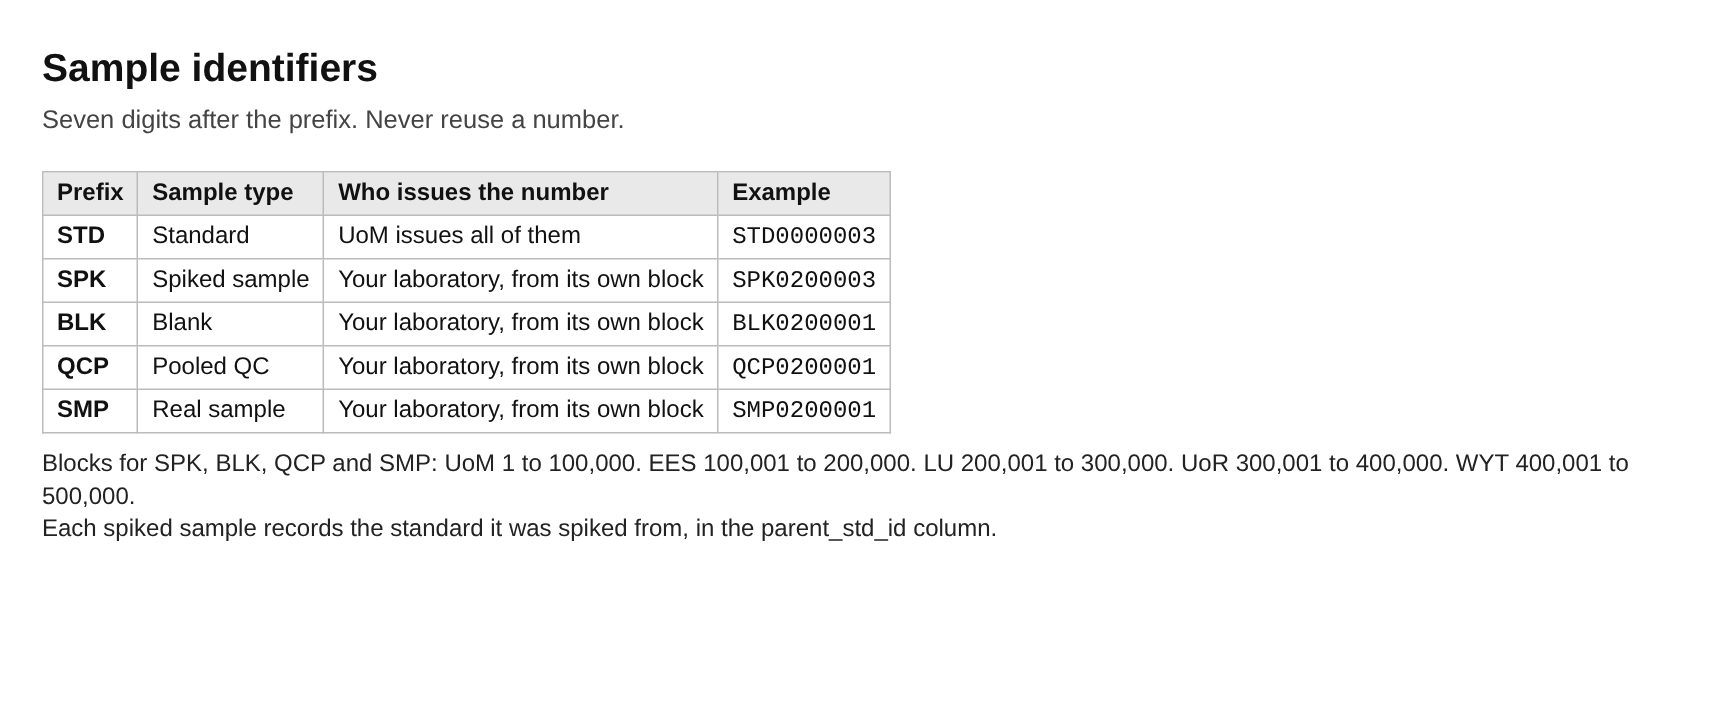 Sample identifiers
Seven digits after the prefix. Never reuse a number.
Prefix Sample type Who issues the number Example
STD Standard UoM issues all of them STD0000003
SPK Spiked sample Your laboratory, from its own block SPK0200003
BLK Blank Your laboratory, from its own block BLK0200001
QCP Pooled QC Your laboratory, from its own block QCP0200001
SMP Real sample Your laboratory, from its own block SMP0200001
Blocks for SPK, BLK, QCP and SMP: UoM 1 to 100,000. EES 100,001 to 200,000. LU 200,001 to 300,000. UoR 300,001 to 400,000. WYT 400,001 to
500,000.
Each spiked sample records the standard it was spiked from, in the parent_std_id column.